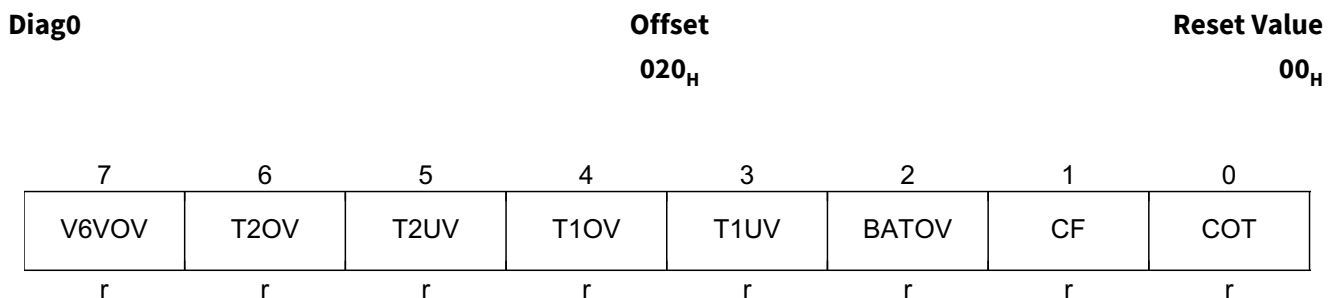 Diag0 Offset Reset Value
020H 00H
7 6 5 4 3 2 1 0
V6VOV T2OV T2UV T1OV T1UV BATOV CF COT
r r r r r r r r